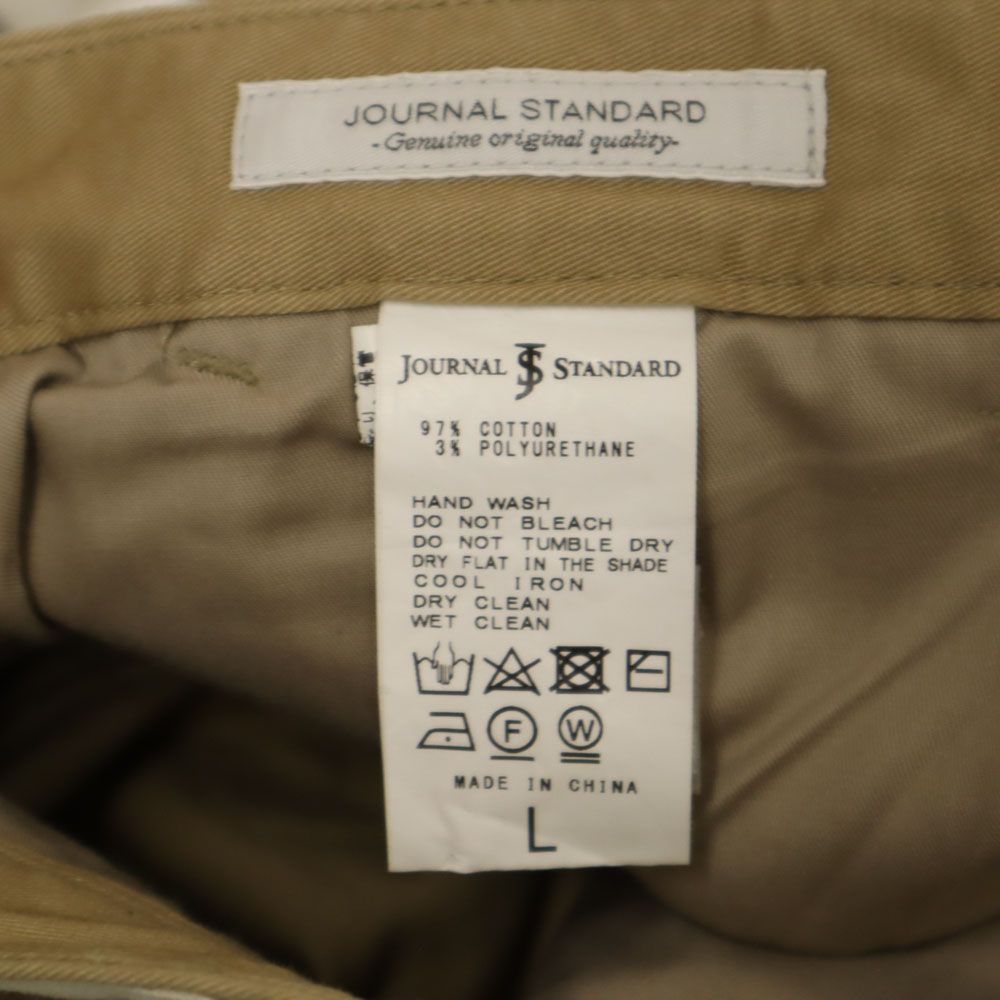 JOURNAL STANDARD
-Genuine original quality-
JOURNAL JS STANDARD
97% COTTON
3% POLYURETHANE
HAND WASH
DO NOT BLEACH
DO NOT TUMBLE DRY
DRY FLAT IN THE SHADE
COOL IRON
DRY CLEAN
WET CLEAN
F W
MADE IN CHINA
L